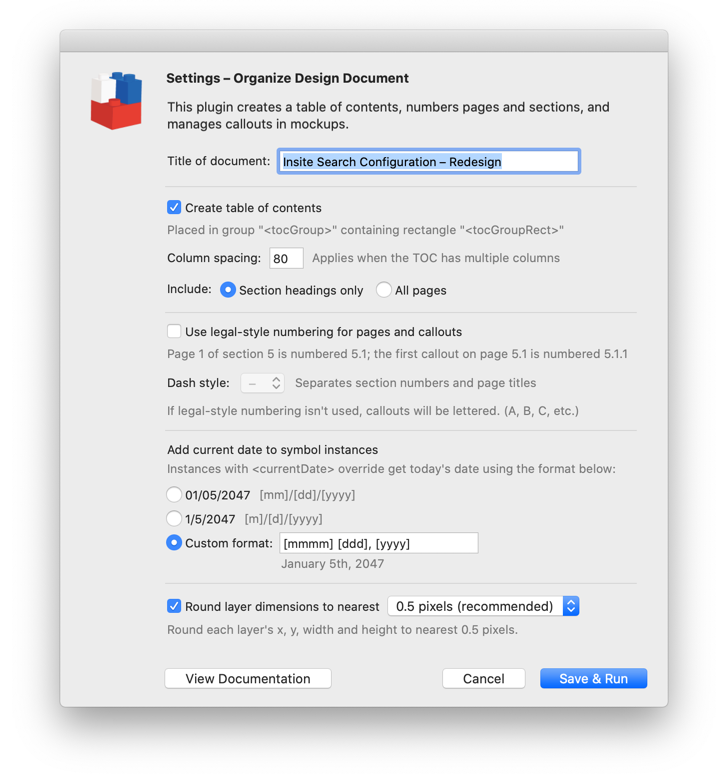 Settings – Organize Design Document
This plugin creates a table of contents, numbers pages and sections, and
manages callouts in mockups.
Title of document: Insite Search Configuration – Redesign
Create table of contents
Placed in group "<tocGroup>" containing rectangle "<tocGroupRect>"
Column spacing: 80 Applies when the TOC has multiple columns
Include: Section headings only All pages
Use legal-style numbering for pages and callouts
Page 1 of section 5 is numbered 5.1; the first callout on page 5.1 is numbered 5.1.1
Dash style: – Separates section numbers and page titles
If legal-style numbering isn't used, callouts will be lettered. (A, B, C, etc.)
Add current date to symbol instances
Instances with <currentDate> override get today's date using the format below:
01/05/2047 [mm]/[dd]/[yyyy]
1/5/2047 [m]/[d]/[yyyy]
Custom format: [mmmm] [ddd], [yyyy]
January 5th, 2047
Round layer dimensions to nearest 0.5 pixels (recommended)
Round each layer's x, y, width and height to nearest 0.5 pixels.
View Documentation Cancel Save & Run